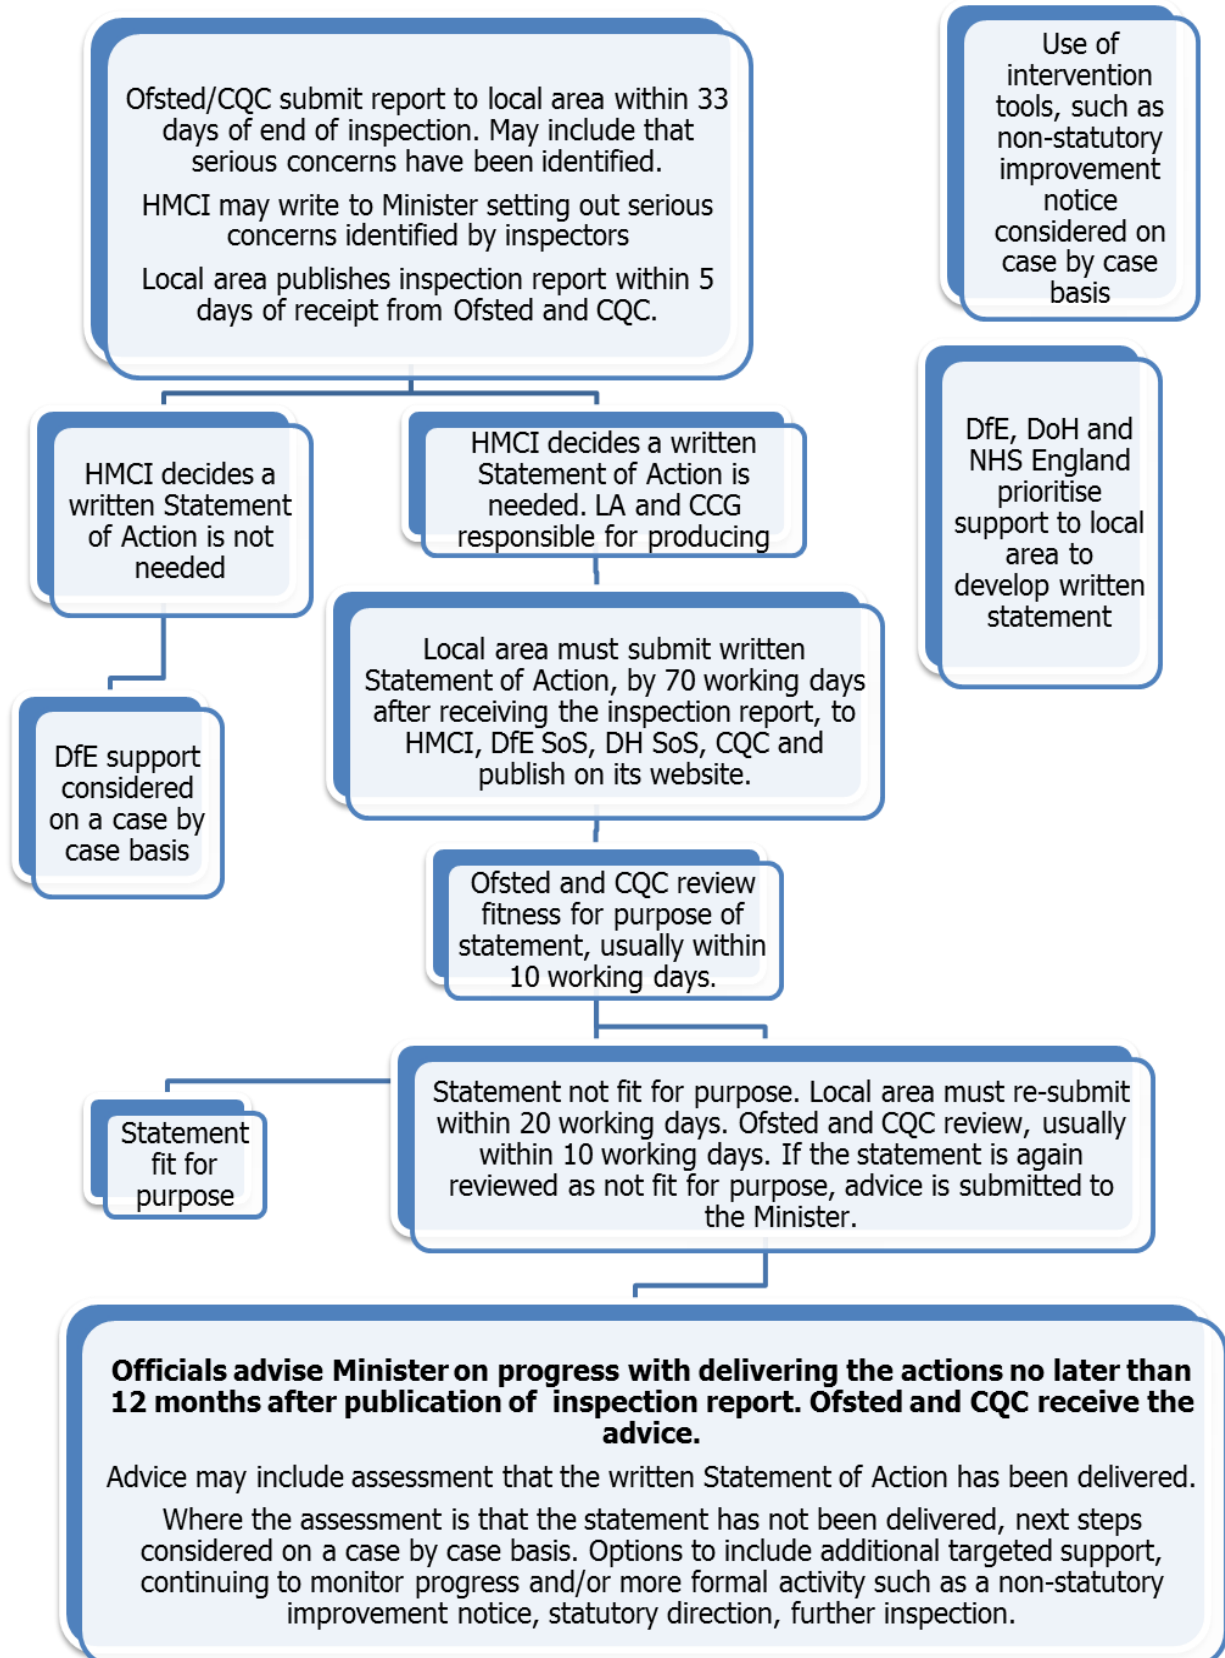 Ofsted/CQC submit report to local area within 33
days of end of inspection. May include that
serious concerns have been identified.
HMCI may write to Minister setting out serious
concerns identified by inspectors
Local area publishes inspection report within 5
days of receipt from Ofsted and CQC.
Use of
intervention
tools, such as
non-statutory
improvement
notice
considered on
case by case
basis
HMCI decides a
written Statement
of Action is not
needed
HMCI decides a written
Statement of Action is
needed. LA and CCG
responsible for producing
DfE, DoH and
NHS England
prioritise
support to local
area to
develop written
statement
DfE support
considered
on a case by
case basis
Local area must submit written
Statement of Action, by 70 working days
after receiving the inspection report, to
HMCI, DfE SoS, DH SoS, CQC and
publish on its website.
Ofsted and CQC review
fitness for purpose of
statement, usually within
10 working days.
Statement
fit for
purpose
Statement not fit for purpose. Local area must re-submit
within 20 working days. Ofsted and CQC review, usually
within 10 working days. If the statement is again
reviewed as not fit for purpose, advice is submitted to
the Minister.
Officials advise Minister on progress with delivering the actions no later than
12 months after publication of inspection report. Ofsted and CQC receive the
advice.
Advice may include assessment that the written Statement of Action has been delivered.
Where the assessment is that the statement has not been delivered, next steps
considered on a case by case basis. Options to include additional targeted support,
continuing to monitor progress and/or more formal activity such as a non-statutory
improvement notice, statutory direction, further inspection.